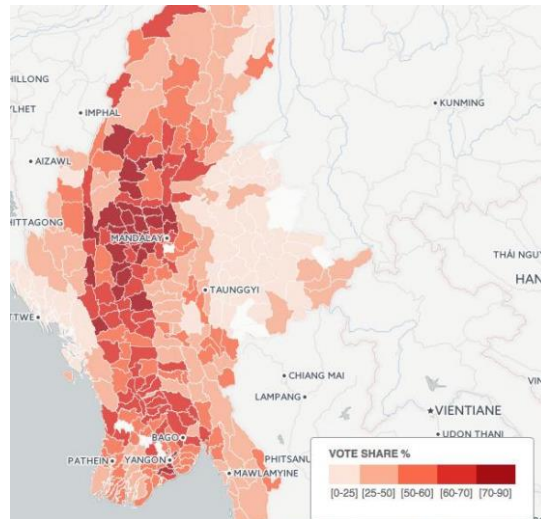 HILLONG
YLHET
IMPHAL
KUNMING
AIZAWL
HITTAGONG
MANDALAY
THÁI NGU
HAN
TAUNGGYI
TWE
CHIANG MAI
LAMPANG
VIENTIANE
UDON THANI
BAGO
PATHEIN
YANGON
PHITSANU
MAWLAMYINE
VIN
VOTE SHARE %
[0-25] [25-50] [50-60] [60-70] [70-90]